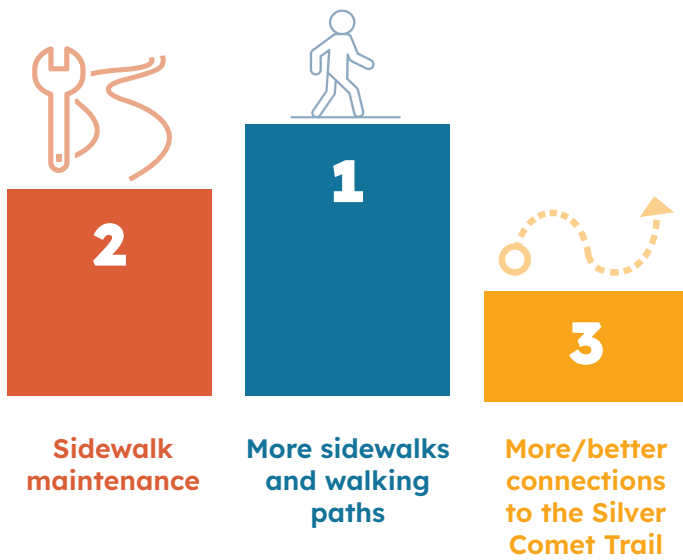 2
1
3
Sidewalk
maintenance
More sidewalks
and walking
paths
More/better
connections
to the Silver
Comet Trail